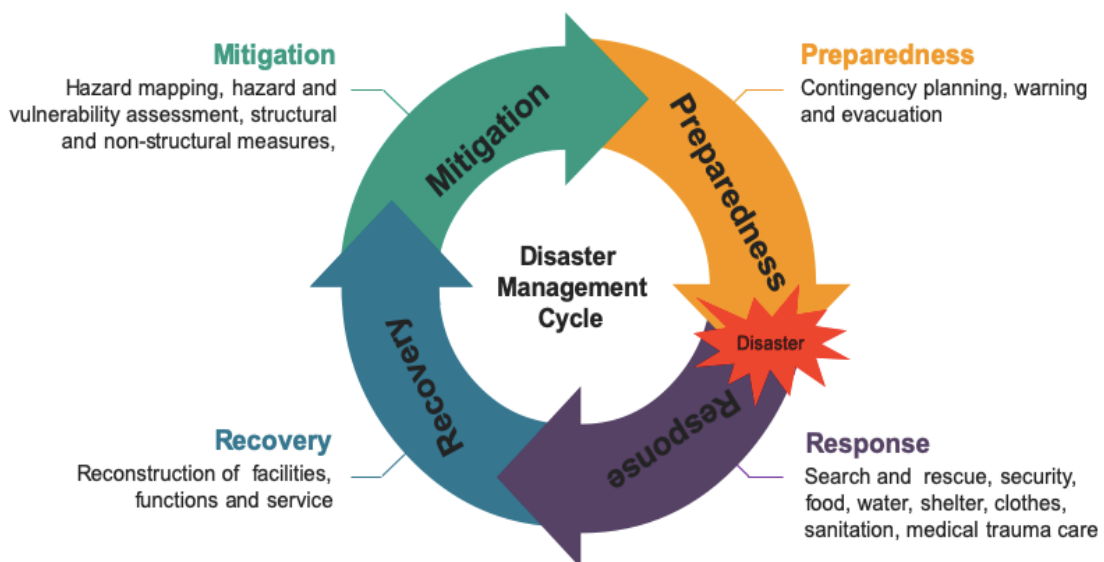 Mitigation
Hazard mapping, hazard and
vulnerability assessment, structural
and non-structural measures,
Preparedness
Contingency planning, warning
and evacuation
Mitigation
Preparedness
Disaster
Management
Cycle
Disaster
Response
Recovery
Recovery
Reconstruction of facilities,
functions and service
Response
Search and rescue, security,
food, water, shelter, clothes,
sanitation, medical trauma care